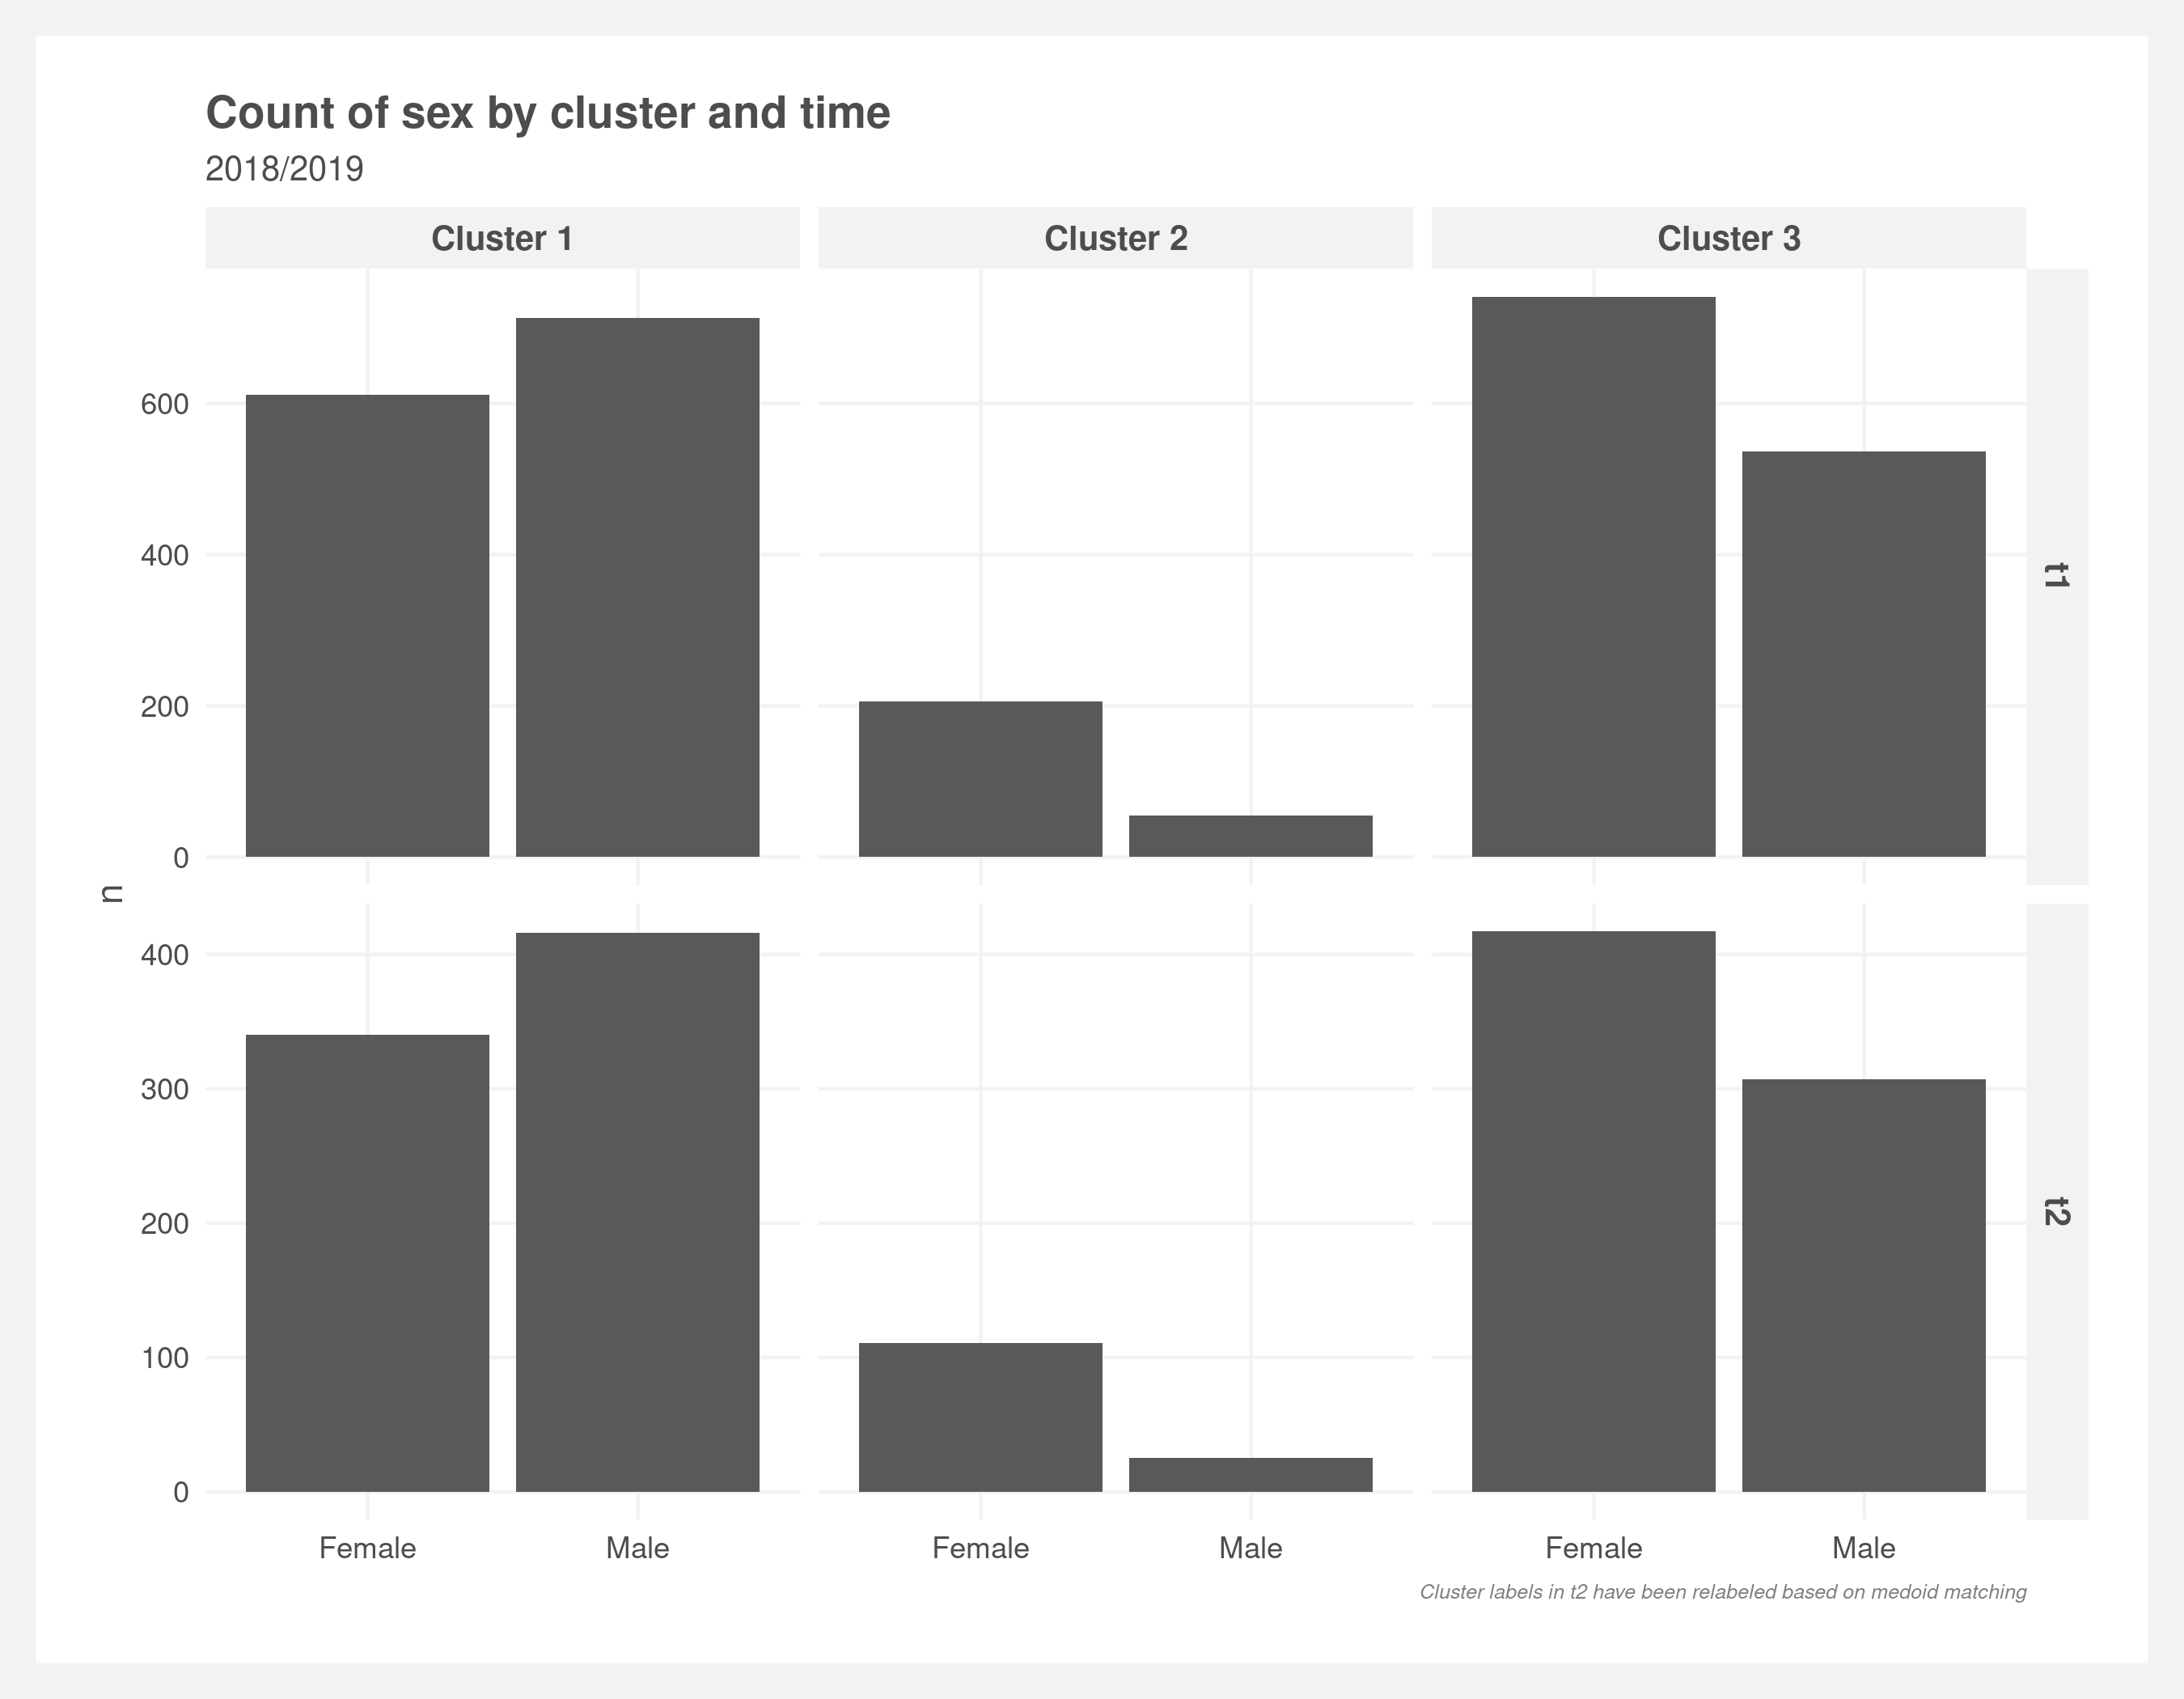 Count of sex by cluster and time
2018/2019
Cluster 1
Cluster 2
Cluster 3
600
400
200
0
t1
n
400
300
200
100
0
t2
Female
Male
Female
Male
Female
Male
Cluster labels in t2 have been relabeled based on medoid matching